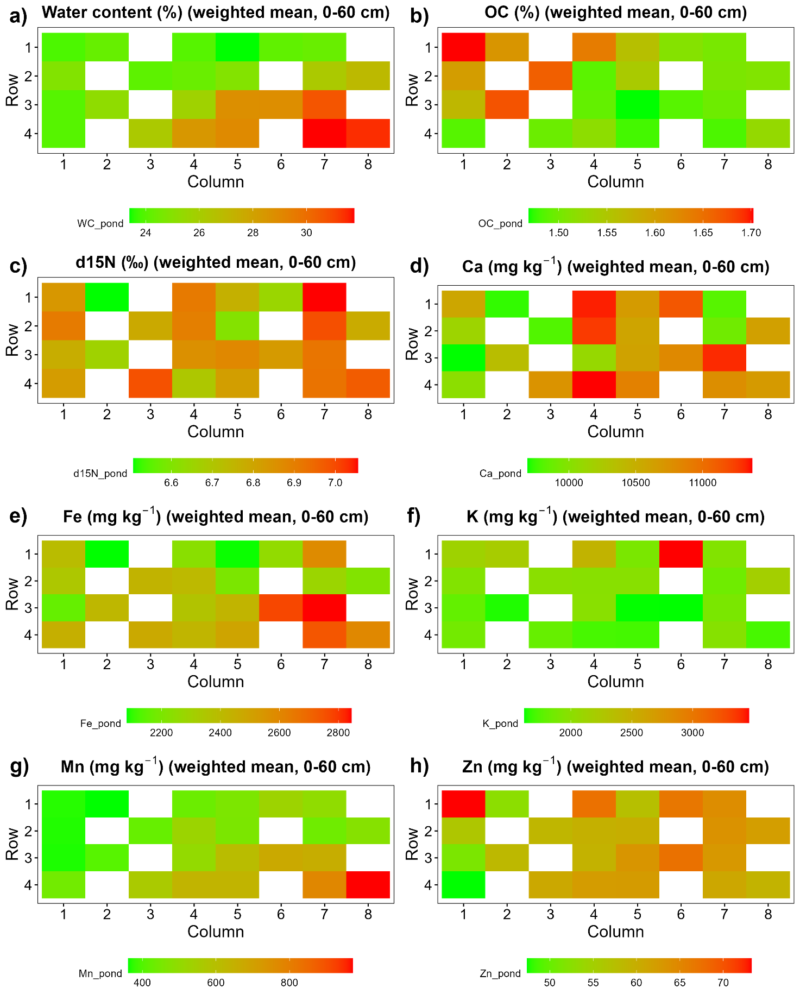 a) Water content (%) (weighted mean, 0-60 cm)
Row
1
2
3
4
1 2 3 4 5 6 7 8
Column
WC_pond
24 26 28 30
b) OC (%) (weighted mean, 0-60 cm)
Row
1
2
3
4
1 2 3 4 5 6 7 8
Column
OC_pond
1.50 1.55 1.60 1.65 1.70
c) d15N (‰) (weighted mean, 0-60 cm)
Row
1
2
3
4
1 2 3 4 5 6 7 8
Column
d15N_pond
6.6 6.7 6.8 6.9 7.0
d) Ca (mg kg⁻¹) (weighted mean, 0-60 cm)
Row
1
2
3
4
1 2 3 4 5 6 7 8
Column
Ca_pond
10000 10500 11000
e) Fe (mg kg⁻¹) (weighted mean, 0-60 cm)
Row
1
2
3
4
1 2 3 4 5 6 7 8
Column
Fe_pond
2200 2400 2600 2800
f) K (mg kg⁻¹) (weighted mean, 0-60 cm)
Row
1
2
3
4
1 2 3 4 5 6 7 8
Column
K_pond
2000 2500 3000
g) Mn (mg kg⁻¹) (weighted mean, 0-60 cm)
Row
1
2
3
4
1 2 3 4 5 6 7 8
Column
Mn_pond
400 600 800
h) Zn (mg kg⁻¹) (weighted mean, 0-60 cm)
Row
1
2
3
4
1 2 3 4 5 6 7 8
Column
Zn_pond
50 55 60 65 70